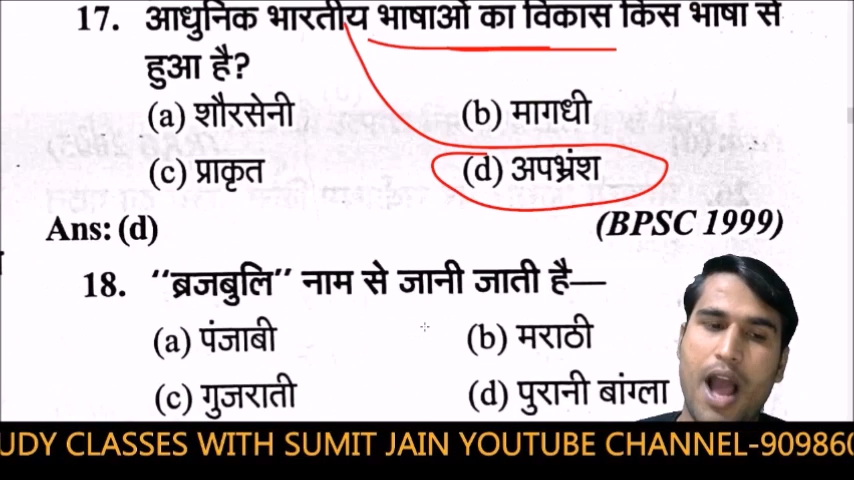 17. आधुनिक भारतीय भाषाओं का विकास किस भाषा से
हुआ है?
(a) शौरसेनी (b) मागधी
(c) प्राकृत (d) अपभ्रंश
Ans: (d) (BPSC 1999)
18. "ब्रजबुलि" नाम से जानी जाती है—
(a) पंजाबी (b) मराठी
(c) गुजराती (d) पुरानी बांग्ला
UDY CLASSES WITH SUMIT JAIN YOUTUBE CHANNEL-909860